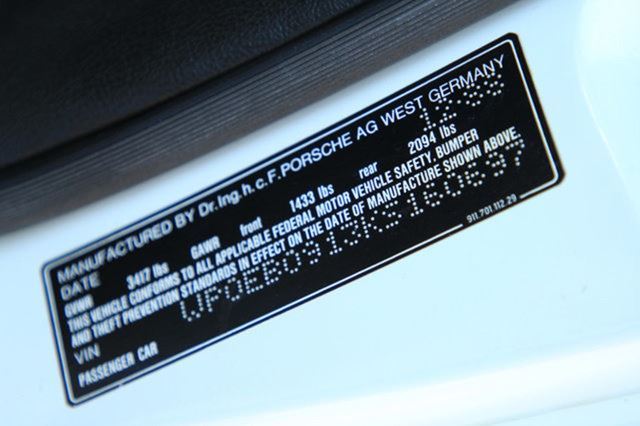 MANUFACTURED BY Dr.Ing.h.c.F.PORSCHE AG WEST GERMANY
DATE 12/88
GVWR 3417 lbs GAWR front 1433 lbs rear 2094 lbs
THIS VEHICLE CONFORMS TO ALL APPLICABLE FEDERAL MOTOR VEHICLE SAFETY, BUMPER
AND THEFT PREVENTION STANDARDS IN EFFECT ON THE DATE OF MANUFACTURE SHOWN ABOVE.
VIN WP0EB0913KS160697
PASSENGER CAR 911.701.112.29